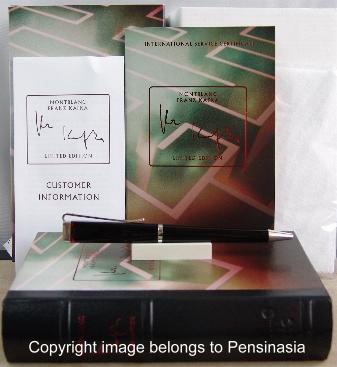 INTERNATIONAL SERVICE CERTIFICATE
MONTBLANC
FRANZ KAFKA
LIMITED EDITION
MONTBLANC
FRANZ KAFKA
LIMITED EDITION
CUSTOMER
INFORMATION
Copyright image belongs to Pensinasia